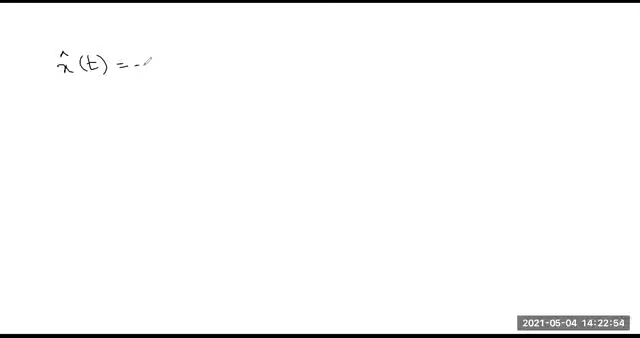 x̂(t) = -
2021-05-04 14:22:54